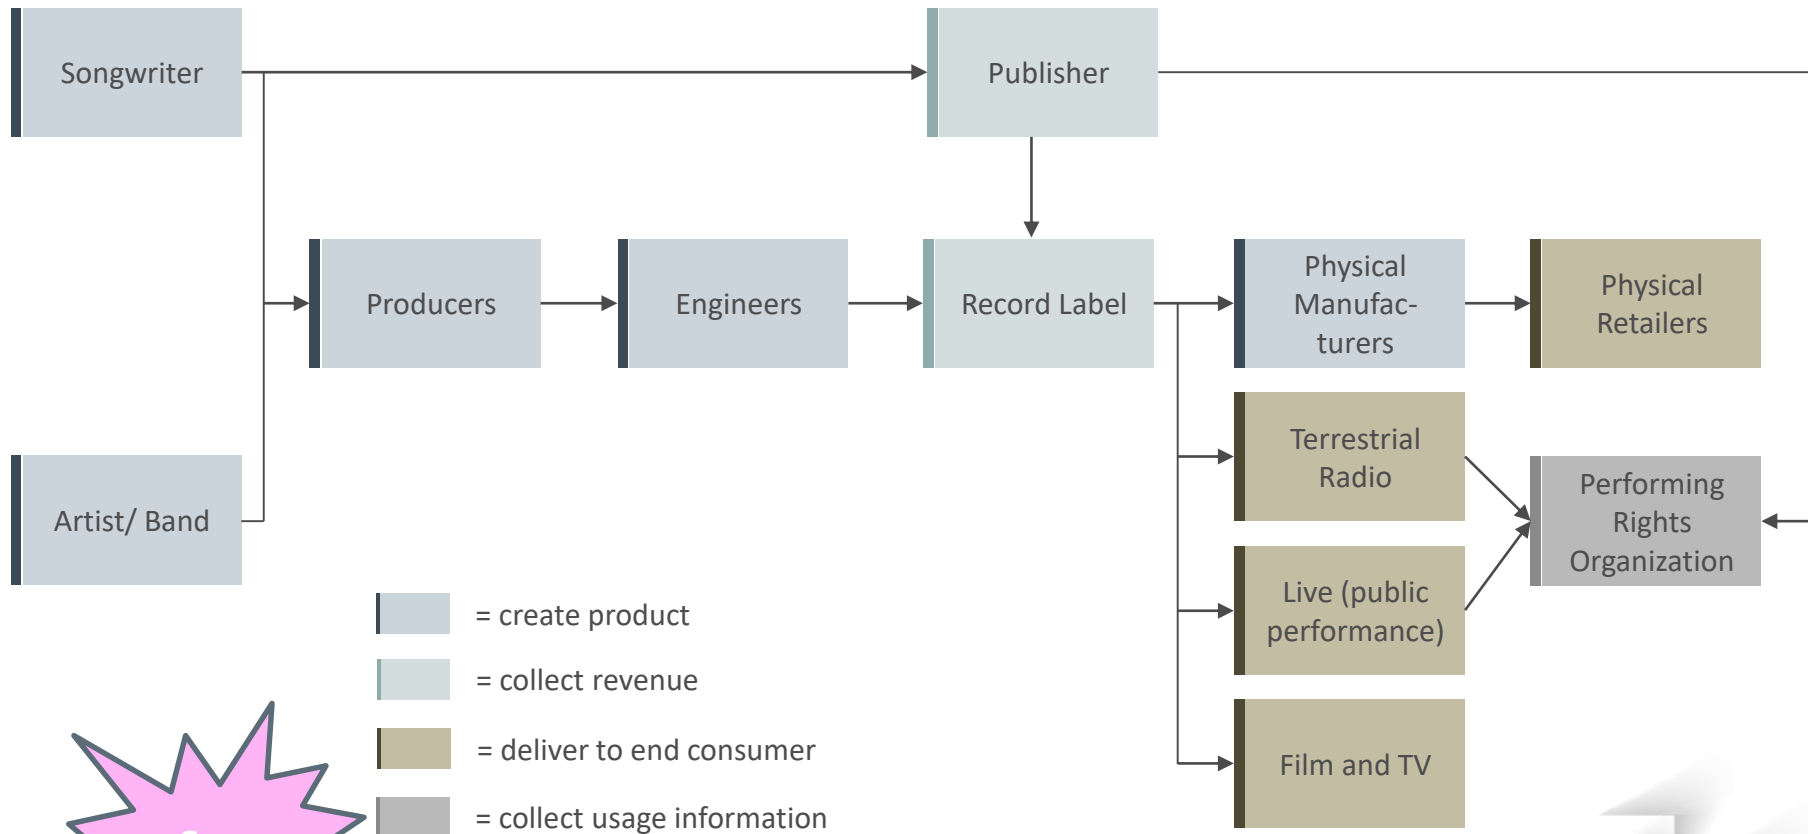 Songwriter
Publisher
Producers
Engineers
Record Label
Physical
Manufac-
turers
Physical
Retailers
Terrestrial
Radio
Artist/ Band
Performing
Rights
Organization
Live (public
performance)
Film and TV
= create product
= collect revenue
= deliver to end consumer
= collect usage information